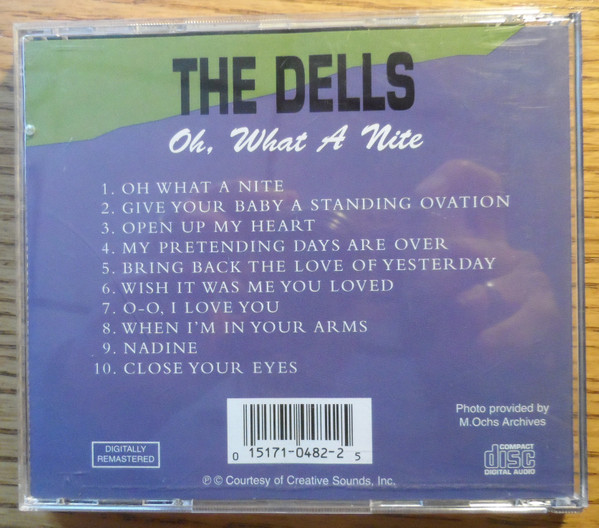 THE DELLS
Oh, What A Nite
1. OH WHAT A NITE
2. GIVE YOUR BABY A STANDING OVATION
3. OPEN UP MY HEART
4. MY PRETENDING DAYS ARE OVER
5. BRING BACK THE LOVE OF YESTERDAY
6. WISH IT WAS ME YOU LOVED
7. O-O, I LOVE YOU
8. WHEN I'M IN YOUR ARMS
9. NADINE
10. CLOSE YOUR EYES
Photo provided by
M.Ochs Archives
DIGITALLY
REMASTERED
0 15171-0482-2 5
COMPACT
disc
DIGITAL AUDIO
℗ © Courtesy of Creative Sounds, Inc.